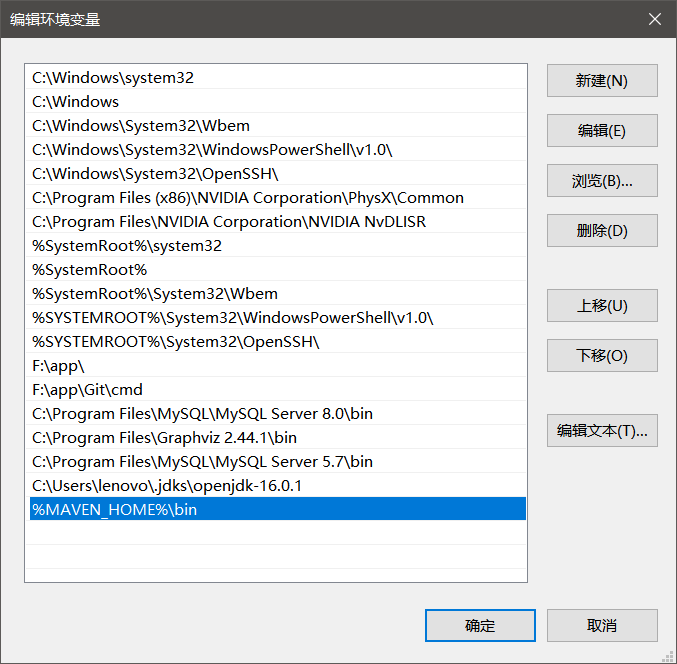 编辑环境变量
C:\Windows\system32
C:\Windows
C:\Windows\System32\Wbem
C:\Windows\System32\WindowsPowerShell\v1.0\
C:\Windows\System32\OpenSSH\
C:\Program Files (x86)\NVIDIA Corporation\PhysX\Common
C:\Program Files\NVIDIA Corporation\NVIDIA NvDLISR
%SystemRoot%\system32
%SystemRoot%
%SystemRoot%\System32\Wbem
%SYSTEMROOT%\System32\WindowsPowerShell\v1.0\
%SYSTEMROOT%\System32\OpenSSH\
F:\app\
F:\app\Git\cmd
C:\Program Files\MySQL\MySQL Server 8.0\bin
C:\Program Files\Graphviz 2.44.1\bin
C:\Program Files\MySQL\MySQL Server 5.7\bin
C:\Users\lenovo\.jdks\openjdk-16.0.1
%MAVEN_HOME%\bin
新建(N)
编辑(E)
浏览(B)...
删除(D)
上移(U)
下移(O)
编辑文本(T)...
确定
取消